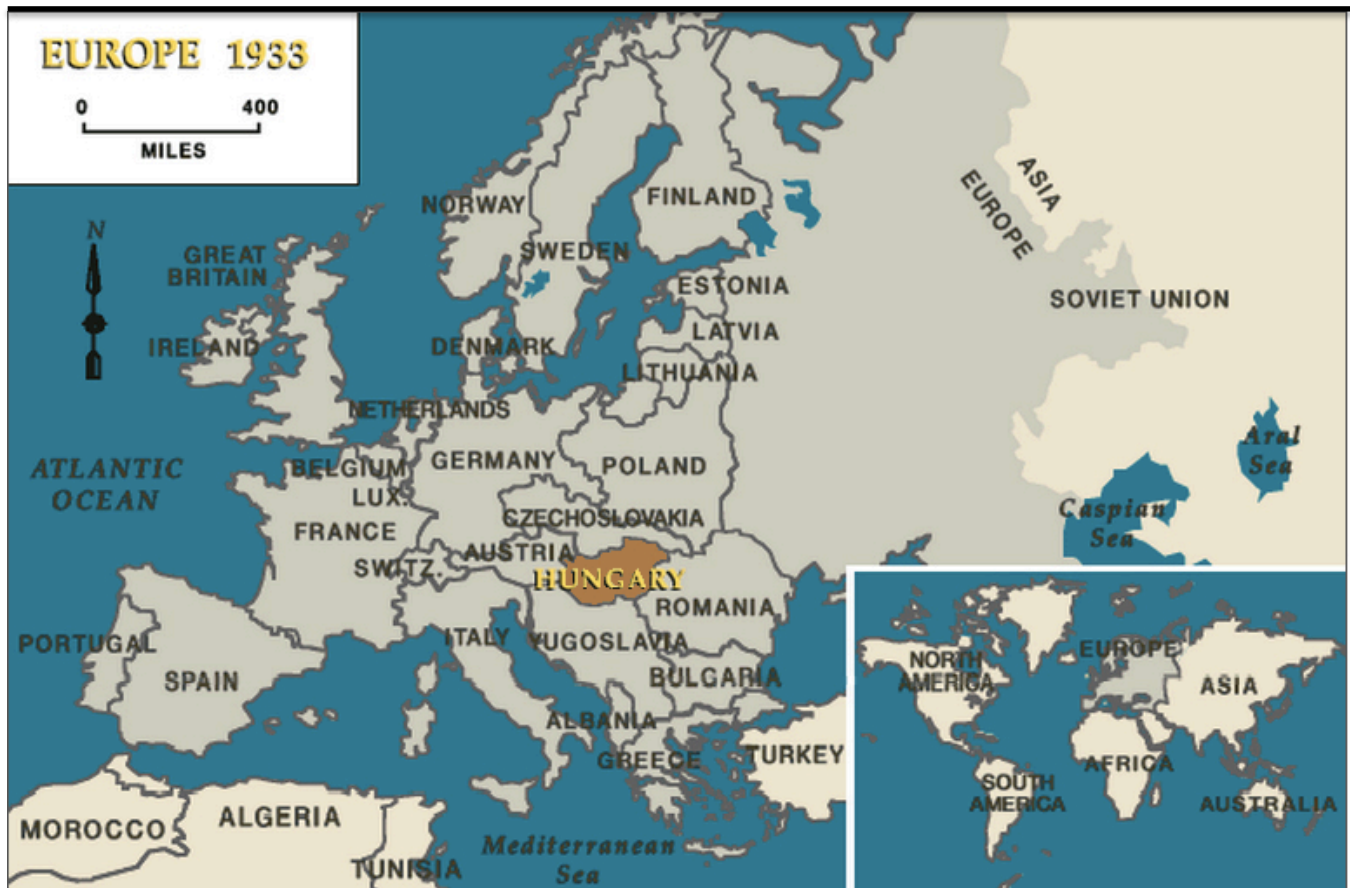 EUROPE 1933
0 400
MILES
N
NORWAY
FINLAND
SWEDEN
GREAT
BRITAIN
ASIA
EUROPE
ESTONIA
SOVIET UNION
LATVIA
IRELAND
DENMARK
LITHUANIA
NETHERLANDS
ATLANTIC
OCEAN
BELGIUM
GERMANY
POLAND
Aral
Sea
LUX.
Caspian
Sea
FRANCE
CZECHOSLOVAKIA
SWITZ.
AUSTRIA
HUNGARY
ROMANIA
PORTUGAL
ITALY
YUGOSLAVIA
SPAIN
BULGARIA
ALBANIA
GREECE
TURKEY
MOROCCO
ALGERIA
TUNISIA
Mediterranean
Sea
NORTH
AMERICA
EUROPE
ASIA
AFRICA
SOUTH
AMERICA
AUSTRALIA